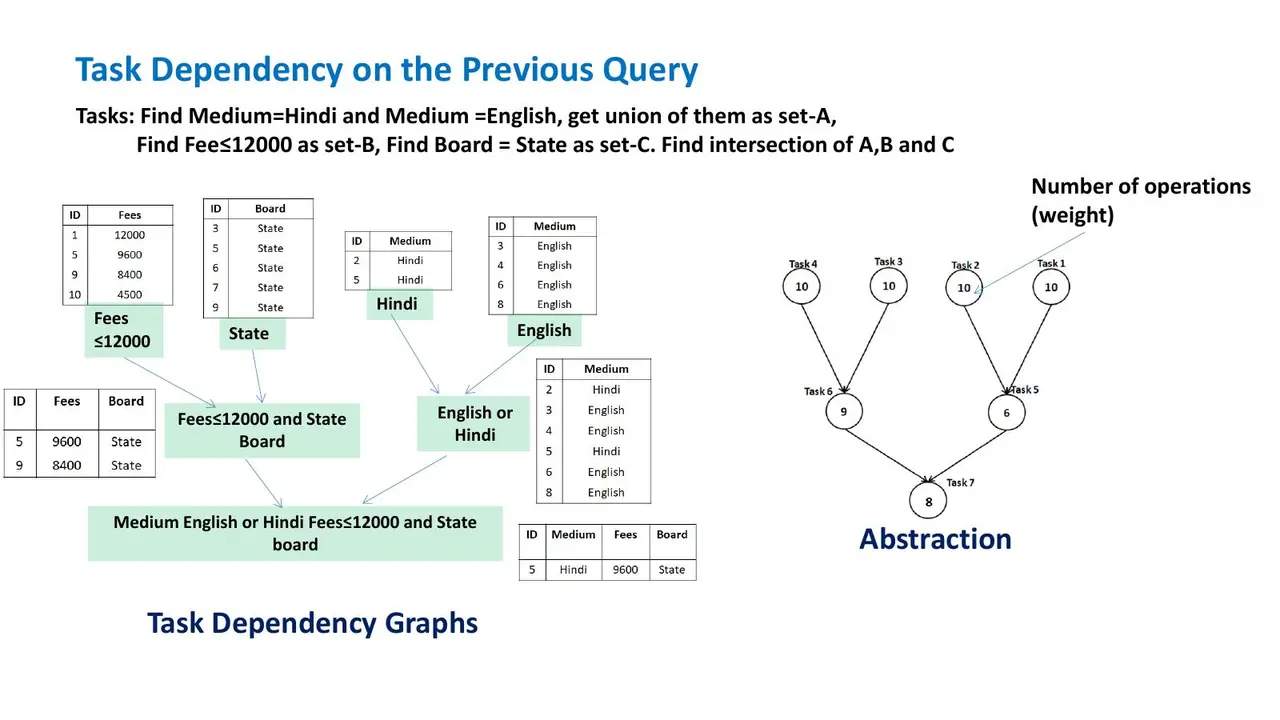 Task Dependency on the Previous Query
Tasks: Find Medium=Hindi and Medium =English, get union of them as set-A,
Find Fee≤12000 as set-B, Find Board = State as set-C. Find intersection of A,B and C
ID Fees
1 12000
5 9600
9 8400
10 4500
Fees
≤12000
ID Board
3 State
5 State
6 State
7 State
9 State
State
ID Medium
2 Hindi
5 Hindi
Hindi
ID Medium
3 English
4 English
6 English
8 English
English
ID Fees Board
5 9600 State
9 8400 State
Fees≤12000 and State
Board
English or
Hindi
ID Medium
2 Hindi
3 English
4 English
5 Hindi
6 English
8 English
Medium English or Hindi Fees≤12000 and State
board
ID Medium Fees Board
5 Hindi 9600 State
Task Dependency Graphs
Number of operations
(weight)
Task 4 Task 3 Task 2 Task 1
10 10 10 10
Task 6 Task 5
9 6
Task 7
8
Abstraction